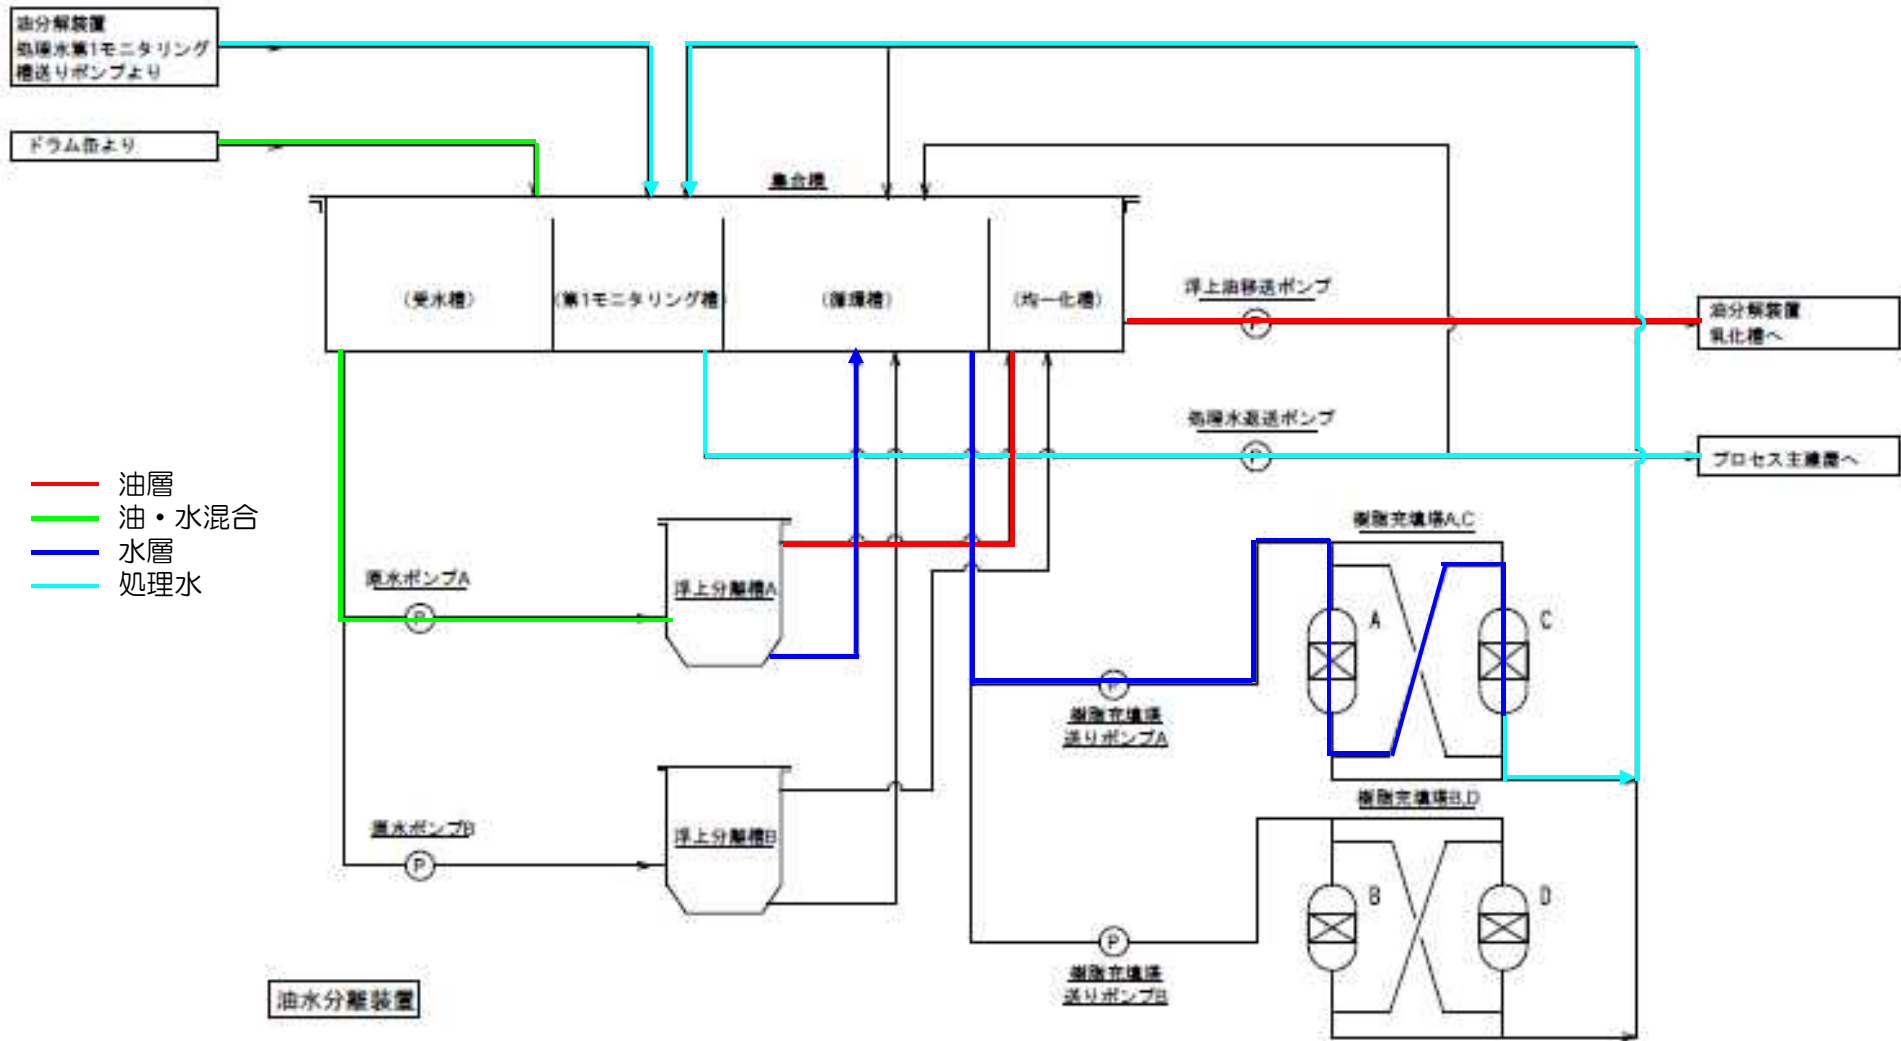 油分解装置
処理水第1モニタリング
槽送りポンプより
ドラム缶より
集合槽
(受水槽)
(第1モニタリング槽)
(循環槽)
(均一化槽)
浮上油移送ポンプ
P
油分解装置
乳化槽へ
処理水返送ポンプ
P
プロセス主建屋へ
油層
油・水混合
水層
処理水
原水ポンプA
P
浮上分離槽A
樹脂充填塔A,C
A
C
P
樹脂充填塔
送りポンプA
原水ポンプB
P
浮上分離槽B
樹脂充填塔B,D
B
D
P
樹脂充填塔
送りポンプB
油水分離装置